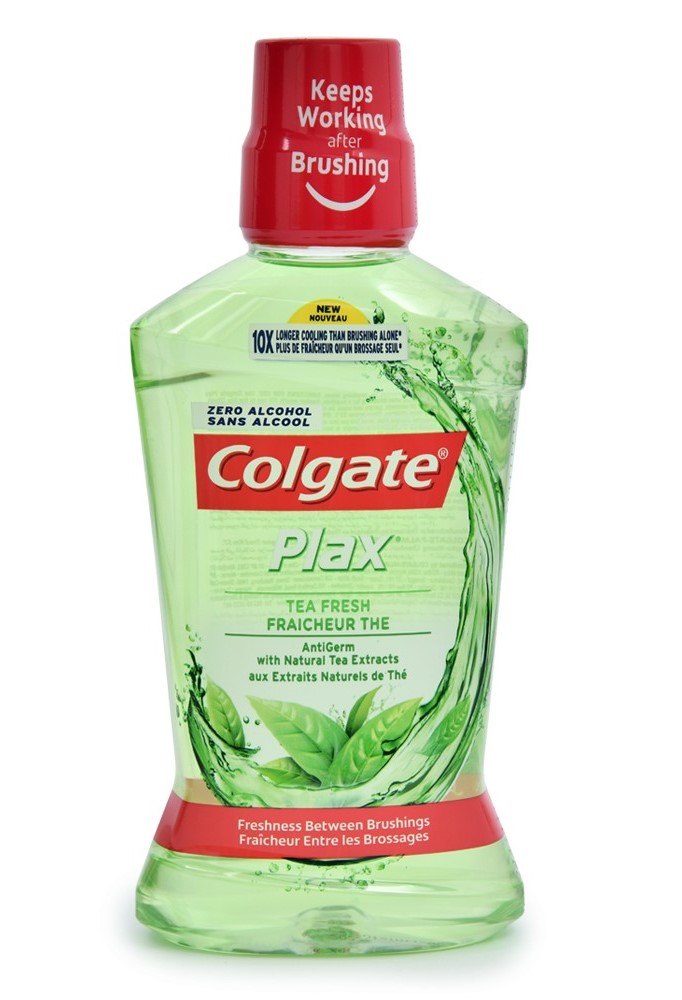 Keeps
Working
after
Brushing
NEW
NOUVEAU
10X LONGER COOLING THAN BRUSHING ALONE*
PLUS DE FRAÎCHEUR QU'UN BROSSAGE SEUL*
ZERO ALCOHOL
SANS ALCOOL
Colgate®
Plax®
TEA FRESH
FRAICHEUR THE
AntiGerm
with Natural Tea Extracts
aux Extraits Naturels de Thé
Freshness Between Brushings
Fraîcheur Entre les Brossages